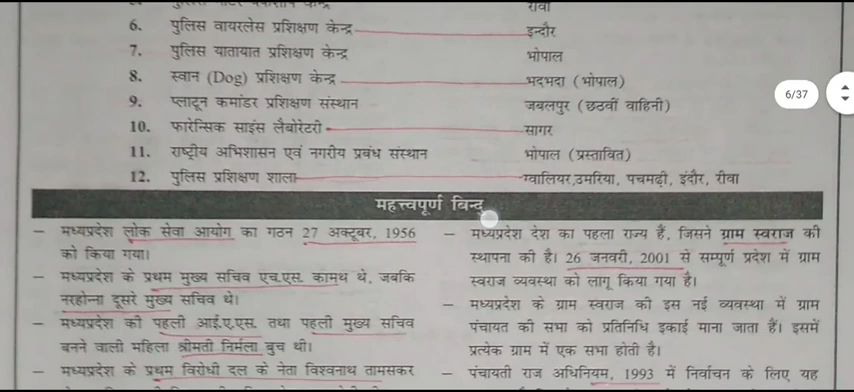 रीवा
6. पुलिस वायरलेस प्रशिक्षण केन्द्र इन्दौर
7. पुलिस यातायात प्रशिक्षण केन्द्र भोपाल
8. स्वान (Dog) प्रशिक्षण केन्द्र भदभदा (भोपाल)
9. प्लाटून कमांडर प्रशिक्षण संस्थान जबलपुर (छठवीं वाहिनी)
10. फारेन्सिक साइंस लैबोरेटरी सागर
11. राष्ट्रीय अभिशासन एवं नगरीय प्रबंध संस्थान भोपाल (प्रस्तावित)
12. पुलिस प्रशिक्षण शाला ग्वालियर,उमरिया, पचमढ़ी, इंदौर, रीवा
6/37
महत्त्वपूर्ण बिन्दु
– मध्यप्रदेश लोक सेवा आयोग का गठन 27 अक्टूबर, 1956
को किया गया।
– मध्यप्रदेश के प्रथम मुख्य सचिव एच.एस. कामथ थे, जबकि
नरहोन्ना दूसरे मुख्य सचिव थे।
– मध्यप्रदेश की पहली आई.ए.एस. तथा पहली मुख्य सचिव
बनने वाली महिला श्रीमती निर्मला बुच थी।
– मध्यप्रदेश के प्रथम विरोधी दल के नेता विश्वनाथ तामसकर
– मध्यप्रदेश देश का पहला राज्य हैं, जिसने ग्राम स्वराज की
स्थापना की है। 26 जनवरी, 2001 से सम्पूर्ण प्रदेश में ग्राम
स्वराज व्यवस्था को लागू किया गया है।
– मध्यप्रदेश के ग्राम स्वराज की इस नई व्यवस्था में ग्राम
पंचायत की सभा को प्रतिनिधि इकाई माना जाता हैं। इसमें
प्रत्येक ग्राम में एक सभा होती है।
– पंचायती राज अधिनियम, 1993 में निर्वाचन के लिए यह